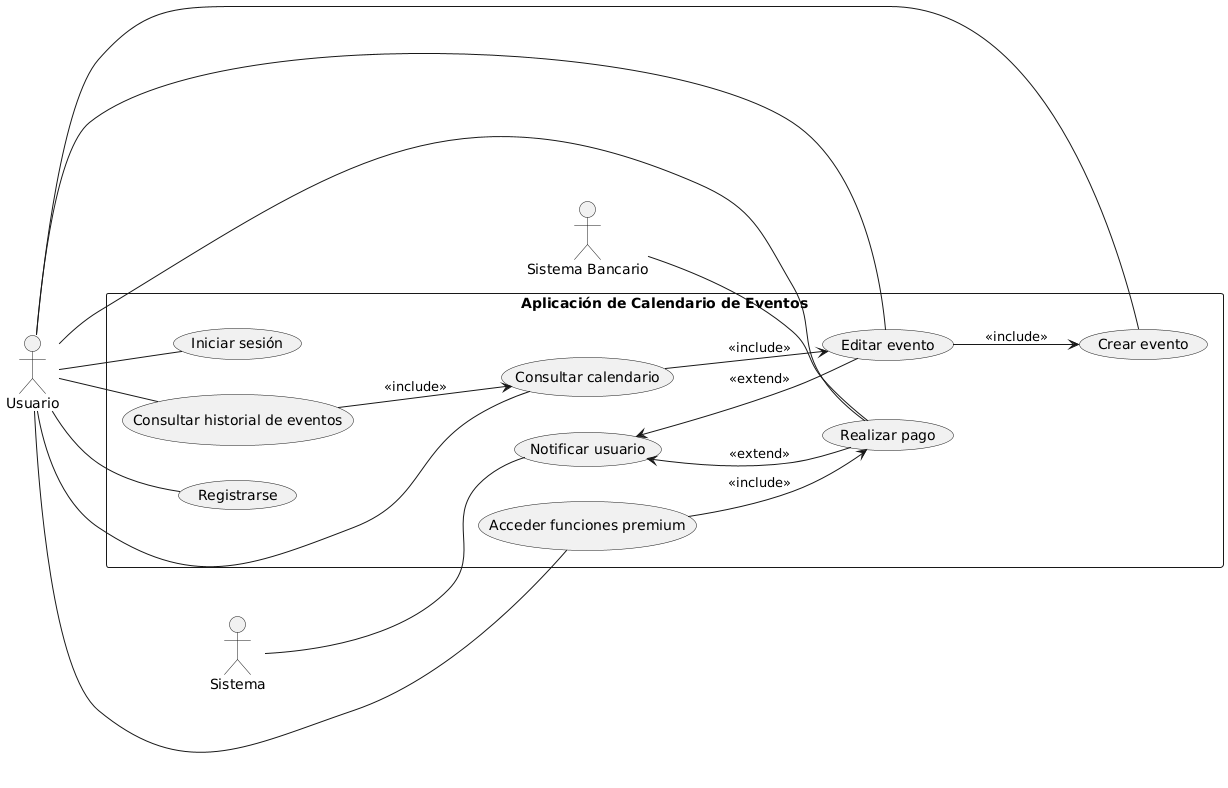 Sistema Bancario
Aplicación de Calendario de Eventos
Usuario
Iniciar sesión
Consultar historial de eventos
Registrarse
«include»
Consultar calendario
Notificar usuario
Acceder funciones premium
«include»
«extend»
«extend»
«include»
Editar evento
Realizar pago
«include»
Crear evento
Sistema